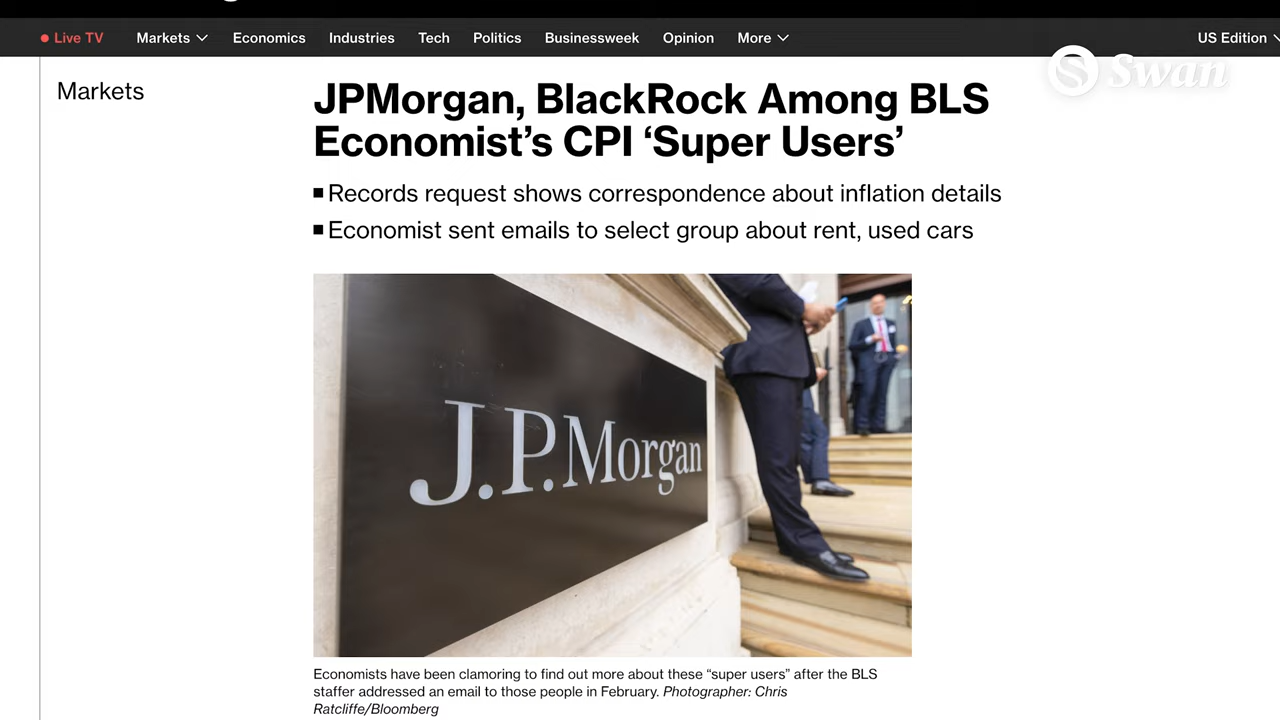 Live TV
Markets
Economics
Industries
Tech
Politics
Businessweek
Opinion
More
US Edition
Swan
Markets
JPMorgan, BlackRock Among BLS
Economist’s CPI ‘Super Users’
Records request shows correspondence about inflation details
Economist sent emails to select group about rent, used cars
J.P.Morgan
Economists have been clamoring to find out more about these “super users” after the BLS
staffer addressed an email to those people in February. Photographer: Chris
Ratcliffe/Bloomberg